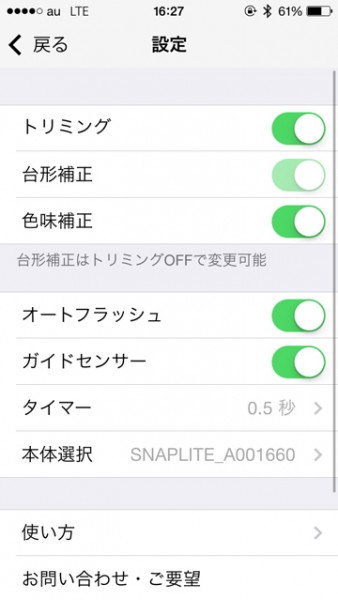 au LTE 16:27 61%
戻る 設定
トリミング
台形補正
色味補正
台形補正はトリミングOFFで変更可能
オートフラッシュ
ガイドセンサー
タイマー 0.5 秒
本体選択 SNAPLITE_A001660
使い方
お問い合わせ・ご要望